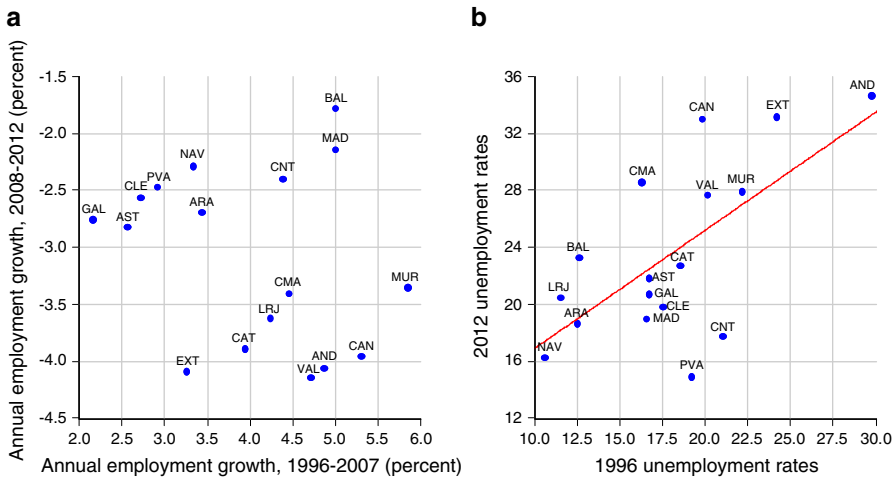 a
Annual employment growth, 2008-2012 (percent)
-1.5
-2.0
-2.5
-3.0
-3.5
-4.0
-4.5
BAL
MAD
NAV
CNT
PVA
CLE
ARA
GAL
AST
CMA
MUR
LRJ
CAT
EXT
AND
CAN
VAL
2.0 2.5 3.0 3.5 4.0 4.5 5.0 5.5 6.0
Annual employment growth, 1996-2007 (percent)
b
2012 unemployment rates
36
32
28
24
20
16
12
AND
CAN
EXT
CMA
VAL
MUR
BAL
CAT
AST
LRJ
GAL
CLE
ARA
MAD
CNT
NAV
PVA
10.0 12.5 15.0 17.5 20.0 22.5 25.0 27.5 30.0
1996 unemployment rates